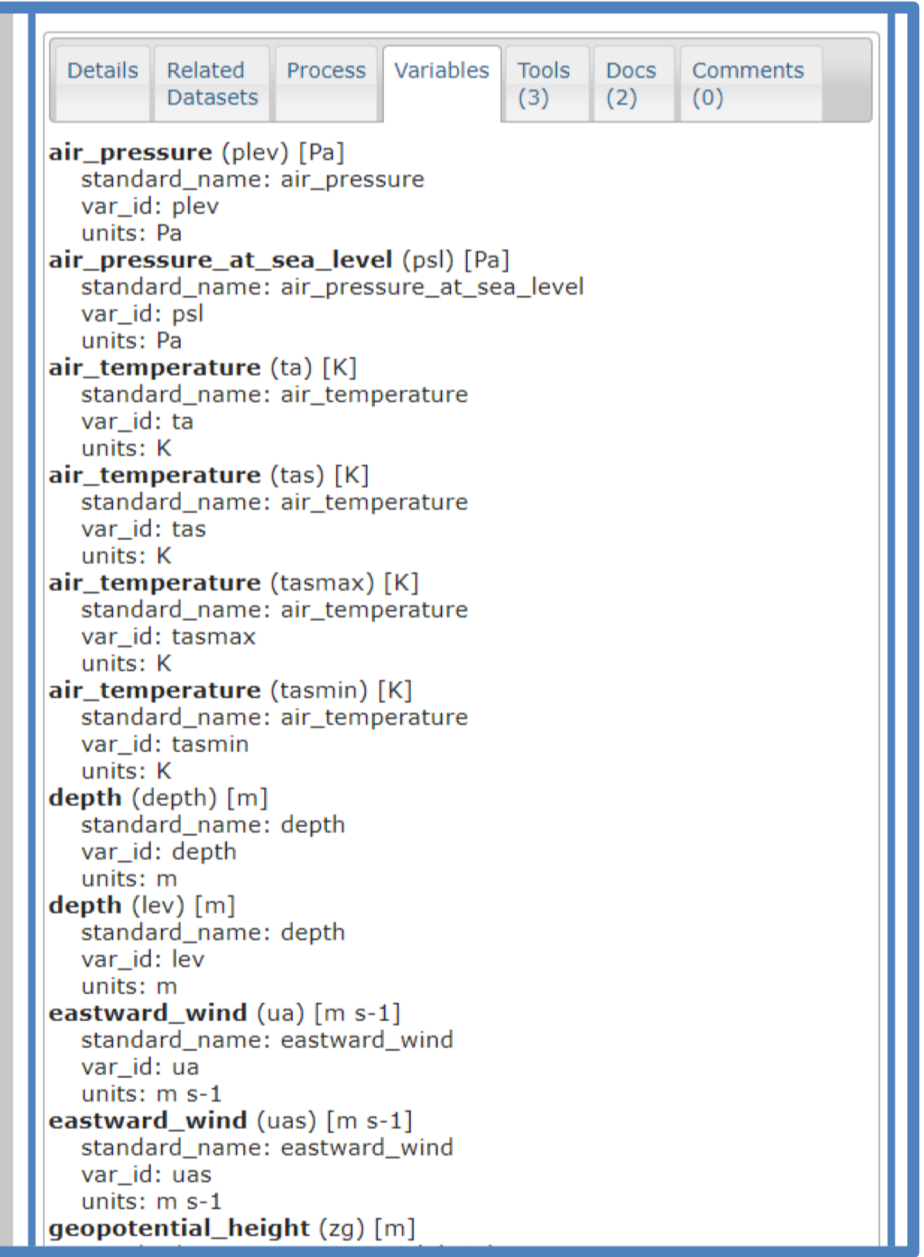 Details Related Datasets Process Variables Tools (3) Docs (2) Comments (0)
air_pressure (plev) [Pa]
standard_name: air_pressure
var_id: plev
units: Pa
air_pressure_at_sea_level (psl) [Pa]
standard_name: air_pressure_at_sea_level
var_id: psl
units: Pa
air_temperature (ta) [K]
standard_name: air_temperature
var_id: ta
units: K
air_temperature (tas) [K]
standard_name: air_temperature
var_id: tas
units: K
air_temperature (tasmax) [K]
standard_name: air_temperature
var_id: tasmax
units: K
air_temperature (tasmin) [K]
standard_name: air_temperature
var_id: tasmin
units: K
depth (depth) [m]
standard_name: depth
var_id: depth
units: m
depth (lev) [m]
standard_name: depth
var_id: lev
units: m
eastward_wind (ua) [m s-1]
standard_name: eastward_wind
var_id: ua
units: m s-1
eastward_wind (uas) [m s-1]
standard_name: eastward_wind
var_id: uas
units: m s-1
geopotential_height (zg) [m]